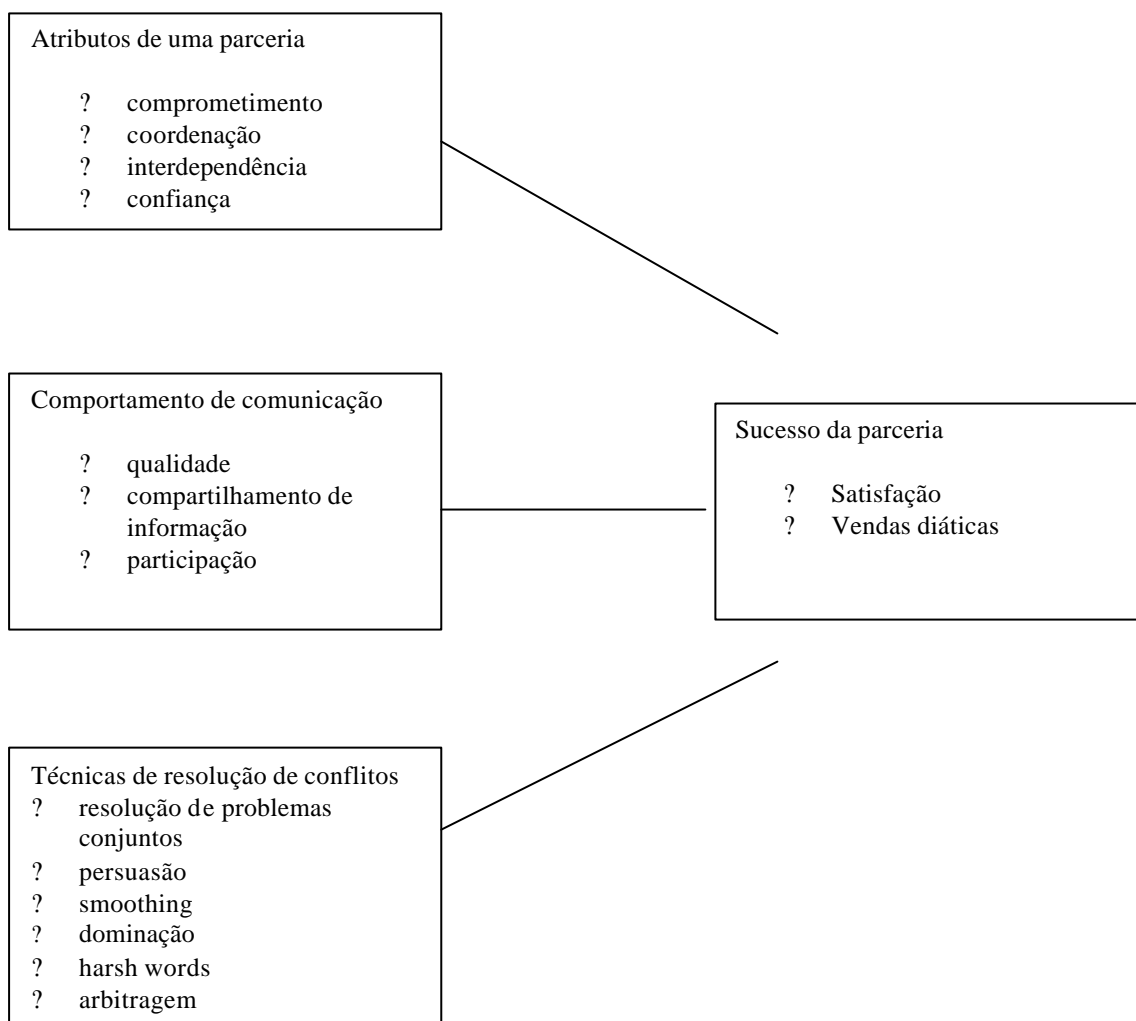 Atributos de uma parceria
? comprometimento
? coordenação
? interdependência
? confiança
Comportamento de comunicação
? qualidade
? compartilhamento de
informação
? participação
Sucesso da parceria
? Satisfação
? Vendas diáticas
Técnicas de resolução de conflitos
? resolução de problemas
conjuntos
? persuasão
? smoothing
? dominação
? harsh words
? arbitragem